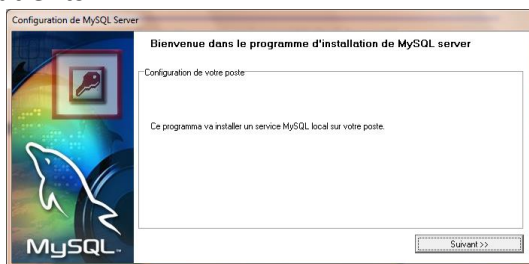 Configuration de MySQL Server
Bienvenue dans le programme d'installation de MySQL server
Configuration de votre poste
Ce programma va installer un service MySQL local sur votre poste.
MySQL
Suivant >>